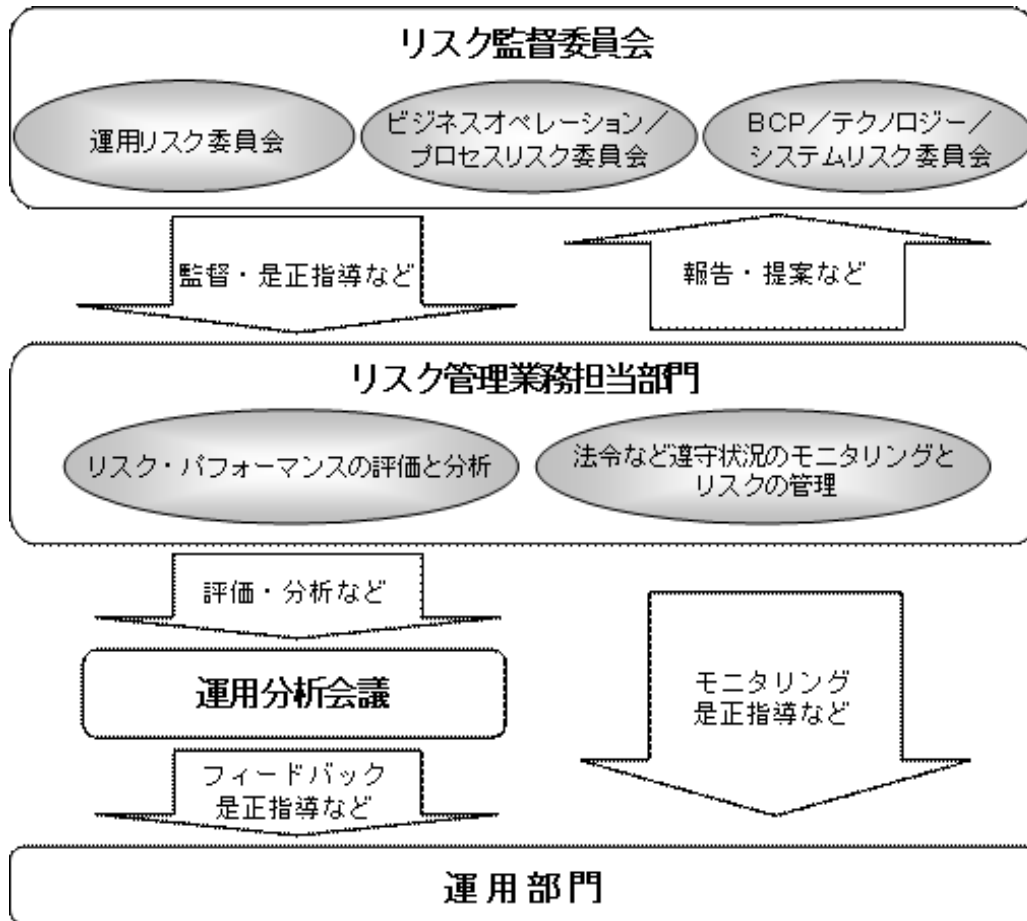 リスク監督委員会
運用リスク委員会
ビジネスオペレーション／
プロセスリスク委員会
BCP／テクノロジー／
システムリスク委員会
監督・是正指導など
報告・提案など
リスク管理業務担当部門
リスク・パフォーマンスの評価と分析
法令など遵守状況のモニタリングと
リスクの管理
評価・分析など
運用分析会議
モニタリング
是正指導など
フィードバック
是正指導など
運用部門